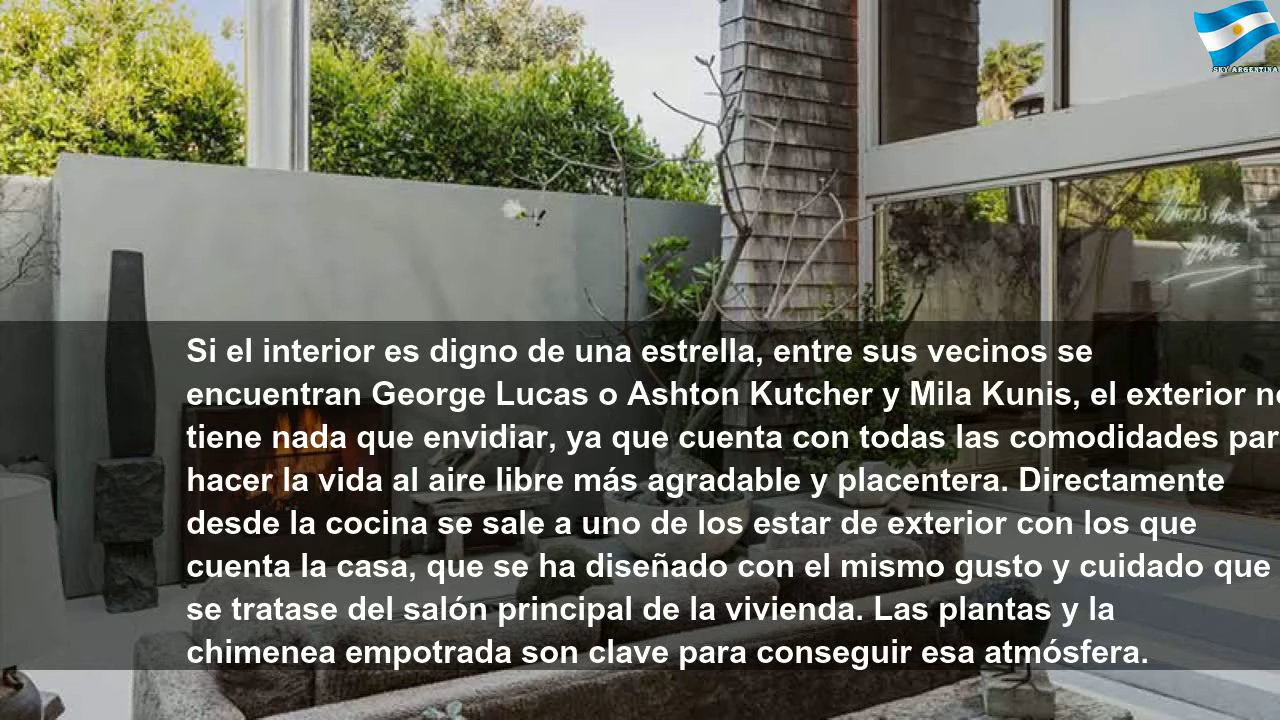 SKY ARGENTINA
Si el interior es digno de una estrella, entre sus vecinos se
encuentran George Lucas o Ashton Kutcher y Mila Kunis, el exterior no
tiene nada que envidiar, ya que cuenta con todas las comodidades par
hacer la vida al aire libre más agradable y placentera. Directamente
desde la cocina se sale a uno de los estar de exterior con los que
cuenta la casa, que se ha diseñado con el mismo gusto y cuidado que
se tratase del salón principal de la vivienda. Las plantas y la
chimenea empotrada son clave para conseguir esa atmósfera.